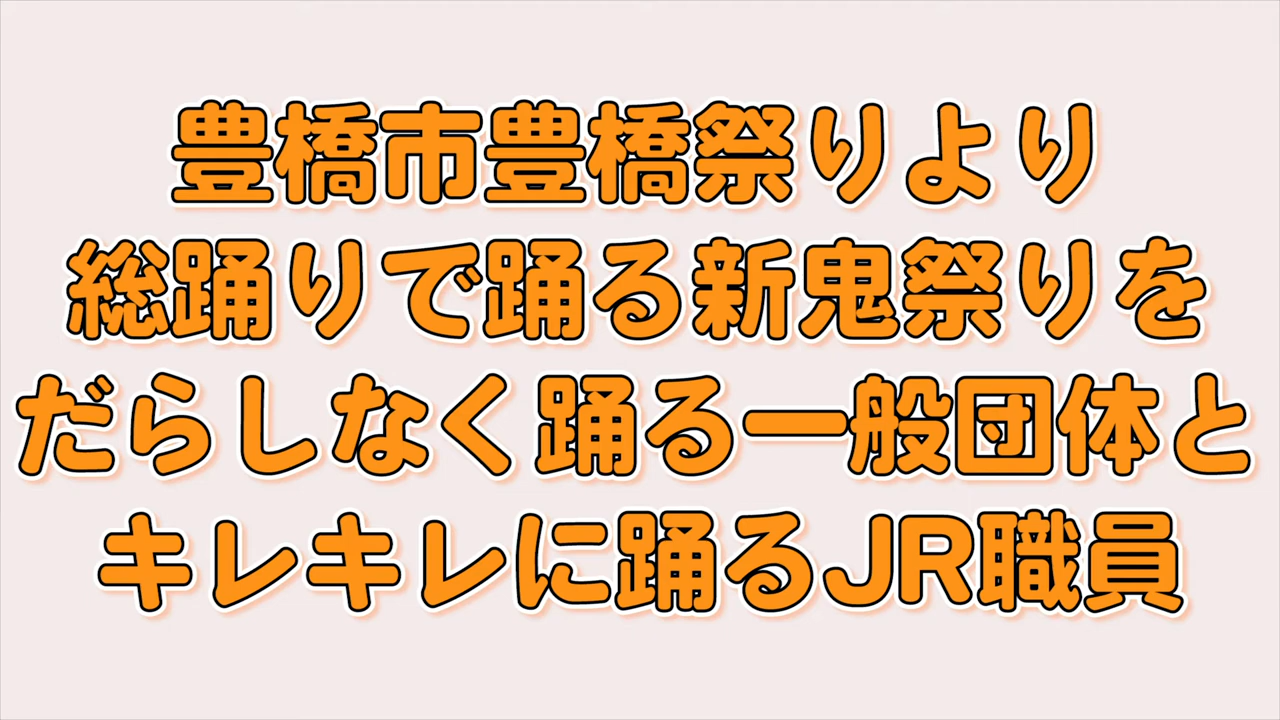 豊橋市豊橋祭りより
総踊りで踊る新鬼祭りを
だらしなく踊る一般団体と
キレキレに踊るJR職員